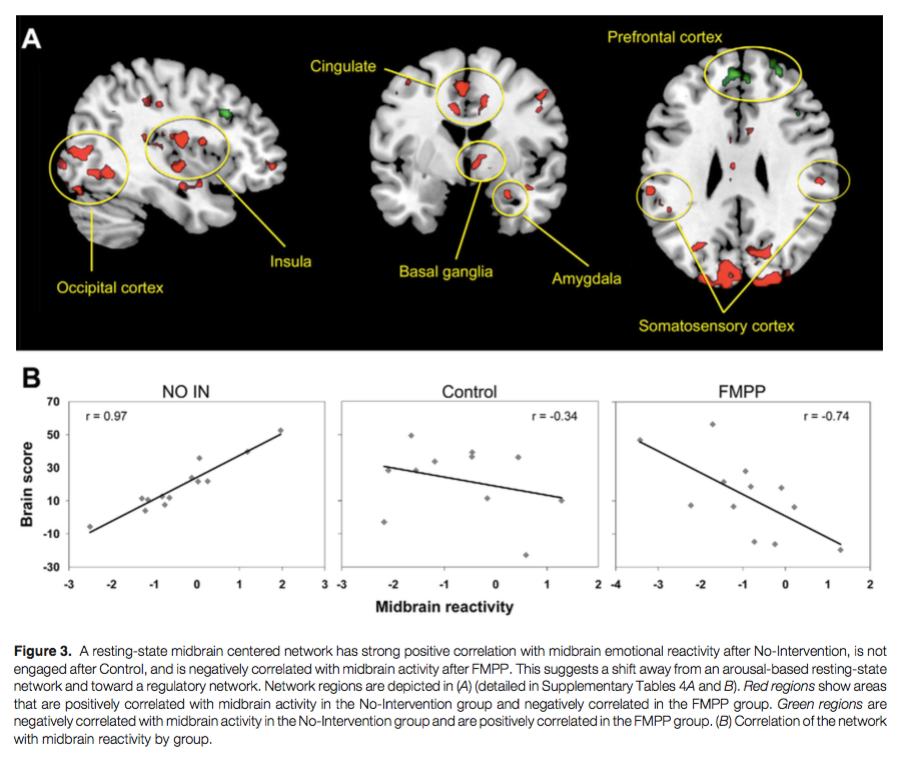 A
Prefrontal cortex
Cingulate
Insula
Basal ganglia
Amygdala
Occipital cortex
Somatosensory cortex
B
NO IN
Control
FMPP
r = 0.97
r = -0.34
r = -0.74
Brain score
70
50
30
10
-10
-30
-3 -2 -1 0 1 2 3
-3 -2 -1 0 1 2
-4 -3 -2 -1 0 1 2
Midbrain reactivity
Figure 3. A resting-state midbrain centered network has strong positive correlation with midbrain emotional reactivity after No-Intervention, is not
engaged after Control, and is negatively correlated with midbrain activity after FMPP. This suggests a shift away from an arousal-based resting-state
network and toward a regulatory network. Network regions are depicted in (A) (detailed in Supplementary Tables 4A and B). Red regions show areas
that are positively correlated with midbrain activity in the No-Intervention group and negatively correlated in the FMPP group. Green regions are
negatively correlated with midbrain activity in the No-Intervention group and are positively correlated in the FMPP group. (B) Correlation of the network
with midbrain reactivity by group.